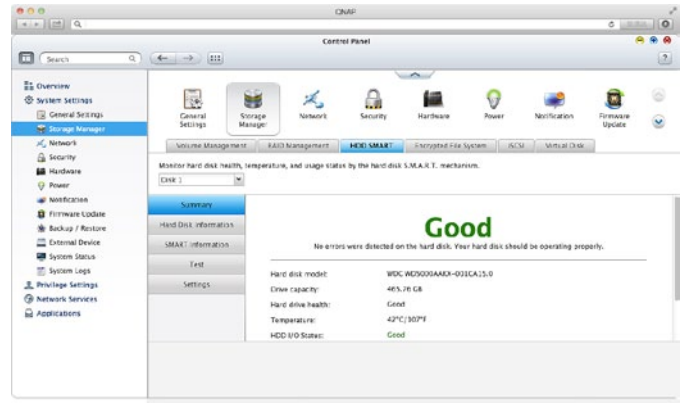 QNAP
Control Panel
Search
Overview
System Settings
General Settings
Storage Manager
Network
Security
Hardware
Power
Notification
Firmware Update
Backup / Restore
External Device
System Status
System Logs
Privilege Settings
Network Services
Applications
General Settings
Storage Manager
Network
Security
Hardware
Power
Notification
Firmware Update
Volume Management
RAID Management
HDD SMART
Encrypted File System
iSCSI
Virtual Disk
Monitor hard disk health, temperature, and usage status by the hard disk S.M.A.R.T. mechanism.
Disk 1
Summary
Hard Disk Information
SMART Information
Test
Settings
Good
No errors were detected on the hard disk. Your hard disk should be operating properly.
Hard disk model: WDC WD5000AAKX-001CA15.0
Drive capacity: 465.76 GB
Hard drive health: Good
Temperature: 42°C/107°F
HDD I/O Status: Good